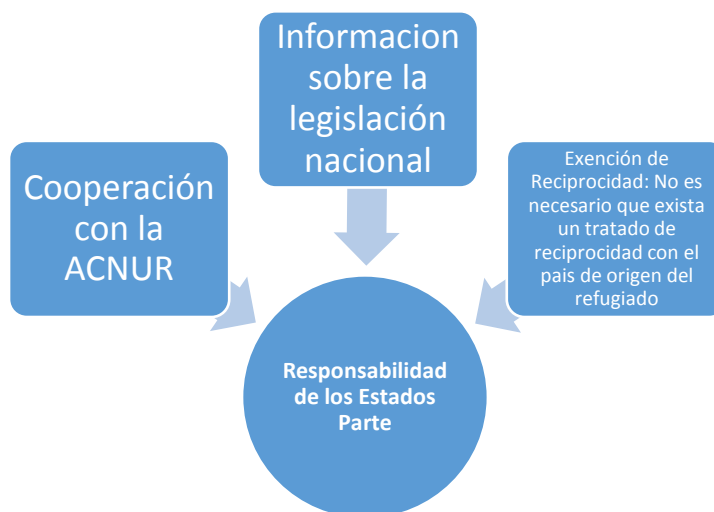 Cooperación
con la
ACNUR
Informacion
sobre la
legislación
nacional
Exención de
Reciprocidad: No es
necesario que exista
un tratado de
reciprocidad con el
pais de origen del
refugiado
Responsabilidad
de los Estados
Parte